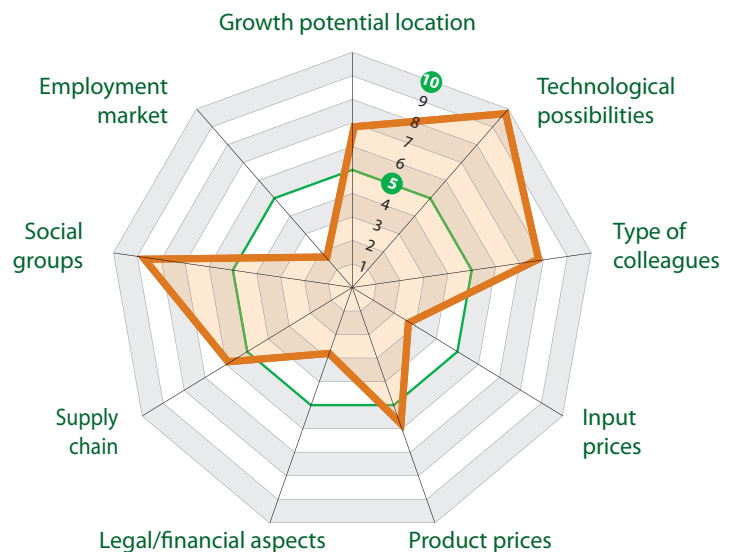 Growth potential location
Employment
market
10
9
8
7
6
5
4
3
2
1
Technological
possibilities
Social
groups
Type of
colleagues
Supply
chain
Input
prices
Legal/financial aspects
Product prices